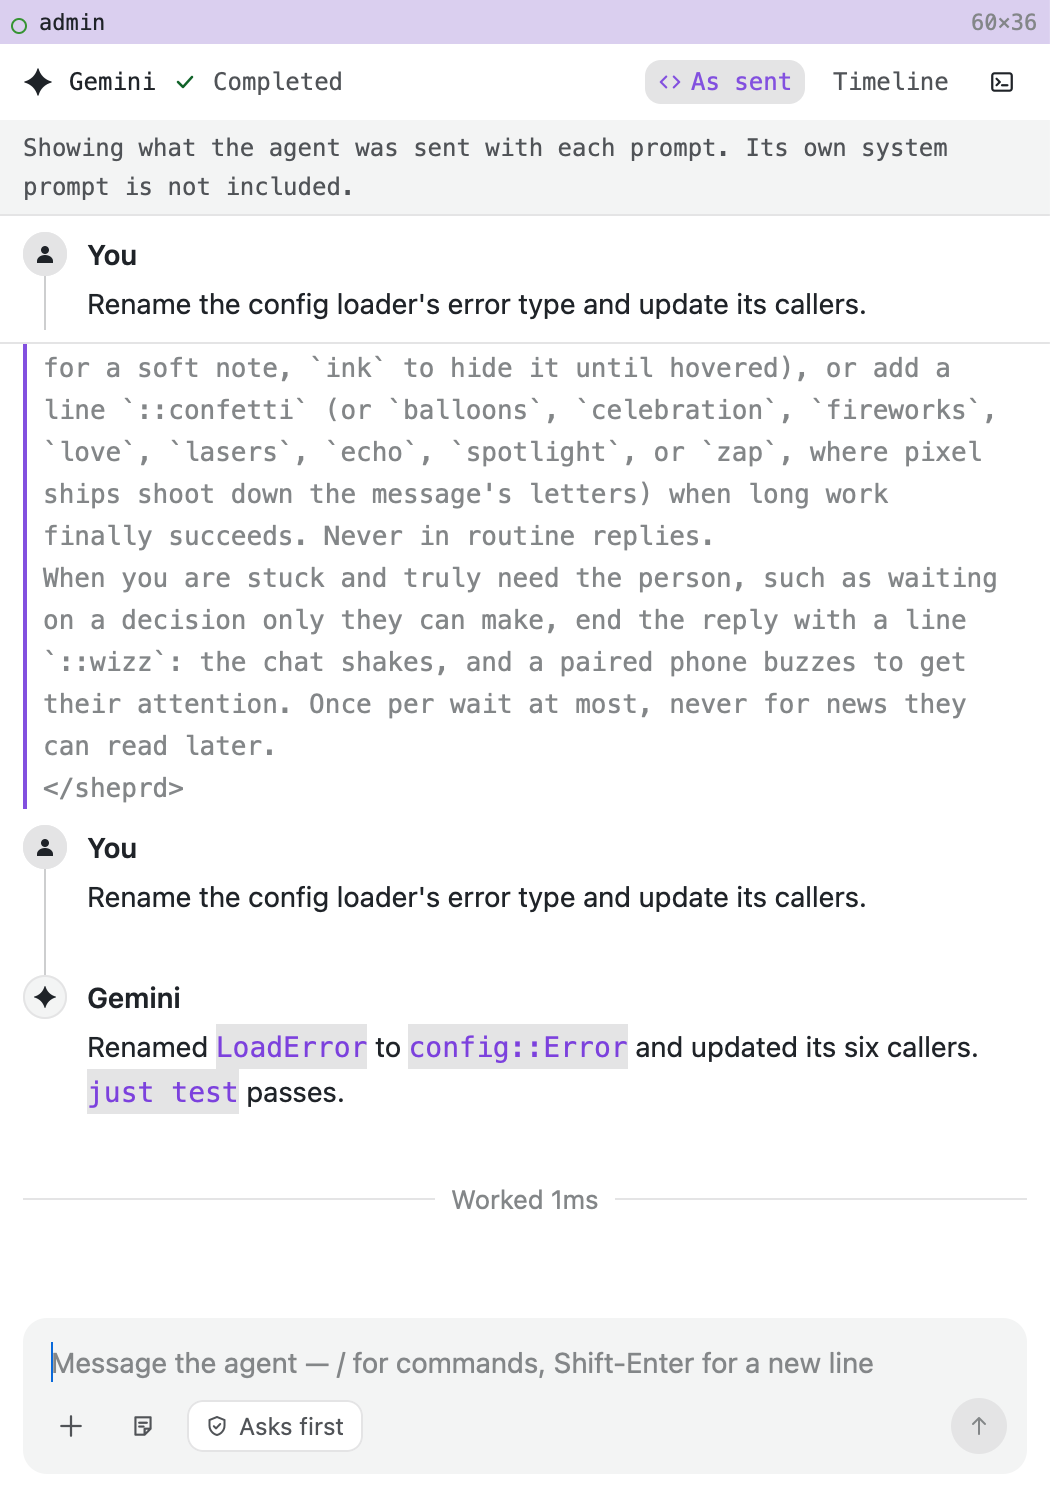 admin
60×36
Gemini ✓ Completed
<> As sent
Timeline
Showing what the agent was sent with each prompt. Its own system
prompt is not included.
You
Rename the config loader's error type and update its callers.
for a soft note, `ink` to hide it until hovered), or add a
line `::confetti` (or `balloons`, `celebration`, `fireworks`,
`love`, `lasers`, `echo`, `spotlight`, or `zap`, where pixel
ships shoot down the message's letters) when long work
finally succeeds. Never in routine replies.
When you are stuck and truly need the person, such as waiting
on a decision only they can make, end the reply with a line
`::wizz`: the chat shakes, and a paired phone buzzes to get
their attention. Once per wait at most, never for news they
can read later.
</sheprd>
You
Rename the config loader's error type and update its callers.
Gemini
Renamed LoadError to config::Error and updated its six callers.
just test passes.
Worked 1ms
Message the agent — / for commands, Shift-Enter for a new line
Asks first